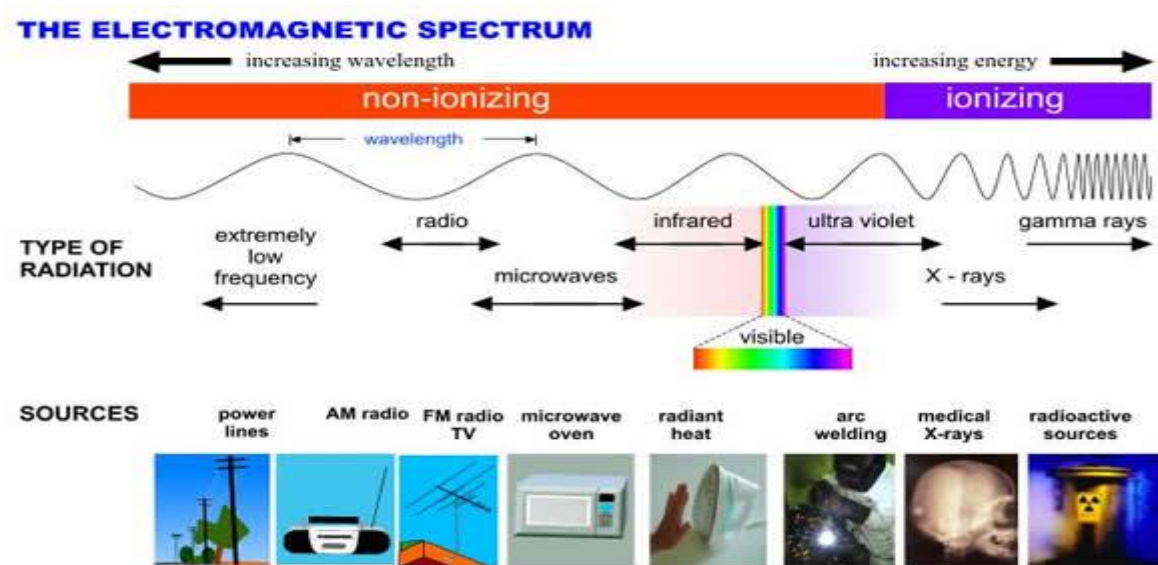 THE ELECTROMAGNETIC SPECTRUM
increasing wavelength
increasing energy
non-ionizing
ionizing
wavelength
TYPE OF
RADIATION
extremely
low
frequency
radio
microwaves
infrared
visible
ultra violet
X - rays
gamma rays
SOURCES
power
lines
AM radio
FM radio
TV
microwave
oven
radiant
heat
arc
welding
medical
X-rays
radioactive
sources